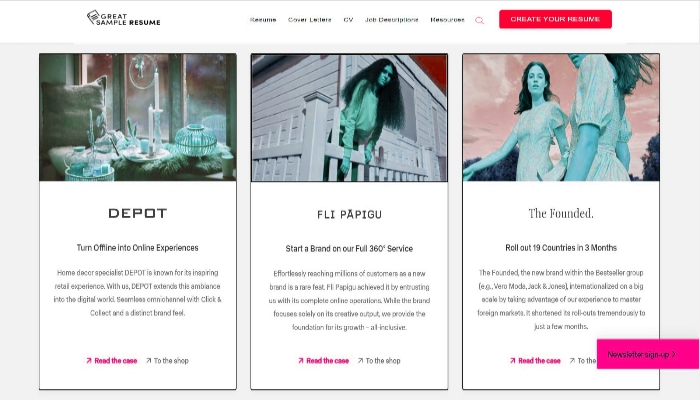 GREAT
SAMPLE RESUME
Resume Cover Letters CV Job Descriptions Resources CREATE YOUR RESUME
DEPOT
Turn Offline into Online Experiences
Home decor specialist DEPOT is known for its inspiring
retail experience. With us, DEPOT extends this ambiance
into the digital world. Seamless omnichannel with Click &
Collect and a distinct brand feel.
Read the case To the shop
FLI PĀPIGU
Start a Brand on our Full 360° Service
Effortlessly reaching millions of customers as a new
brand is a rare feat. Fli Papigu achieved it by entrusting
us with its complete online operations. While the brand
focuses solely on its creative output, we provide the
foundation for its growth - all-inclusive.
Read the case To the shop
The Founded.
Roll out 19 Countries in 3 Months
The Founded, the new brand within the Bestseller group
(e.g., Vero Moda, Jack & Jones), internationalized on a big
scale by taking advantage of our experience to master
foreign markets. It shortened its roll-outs tremendously to
just a few months.
Read the case To the
Newsletter sign-up